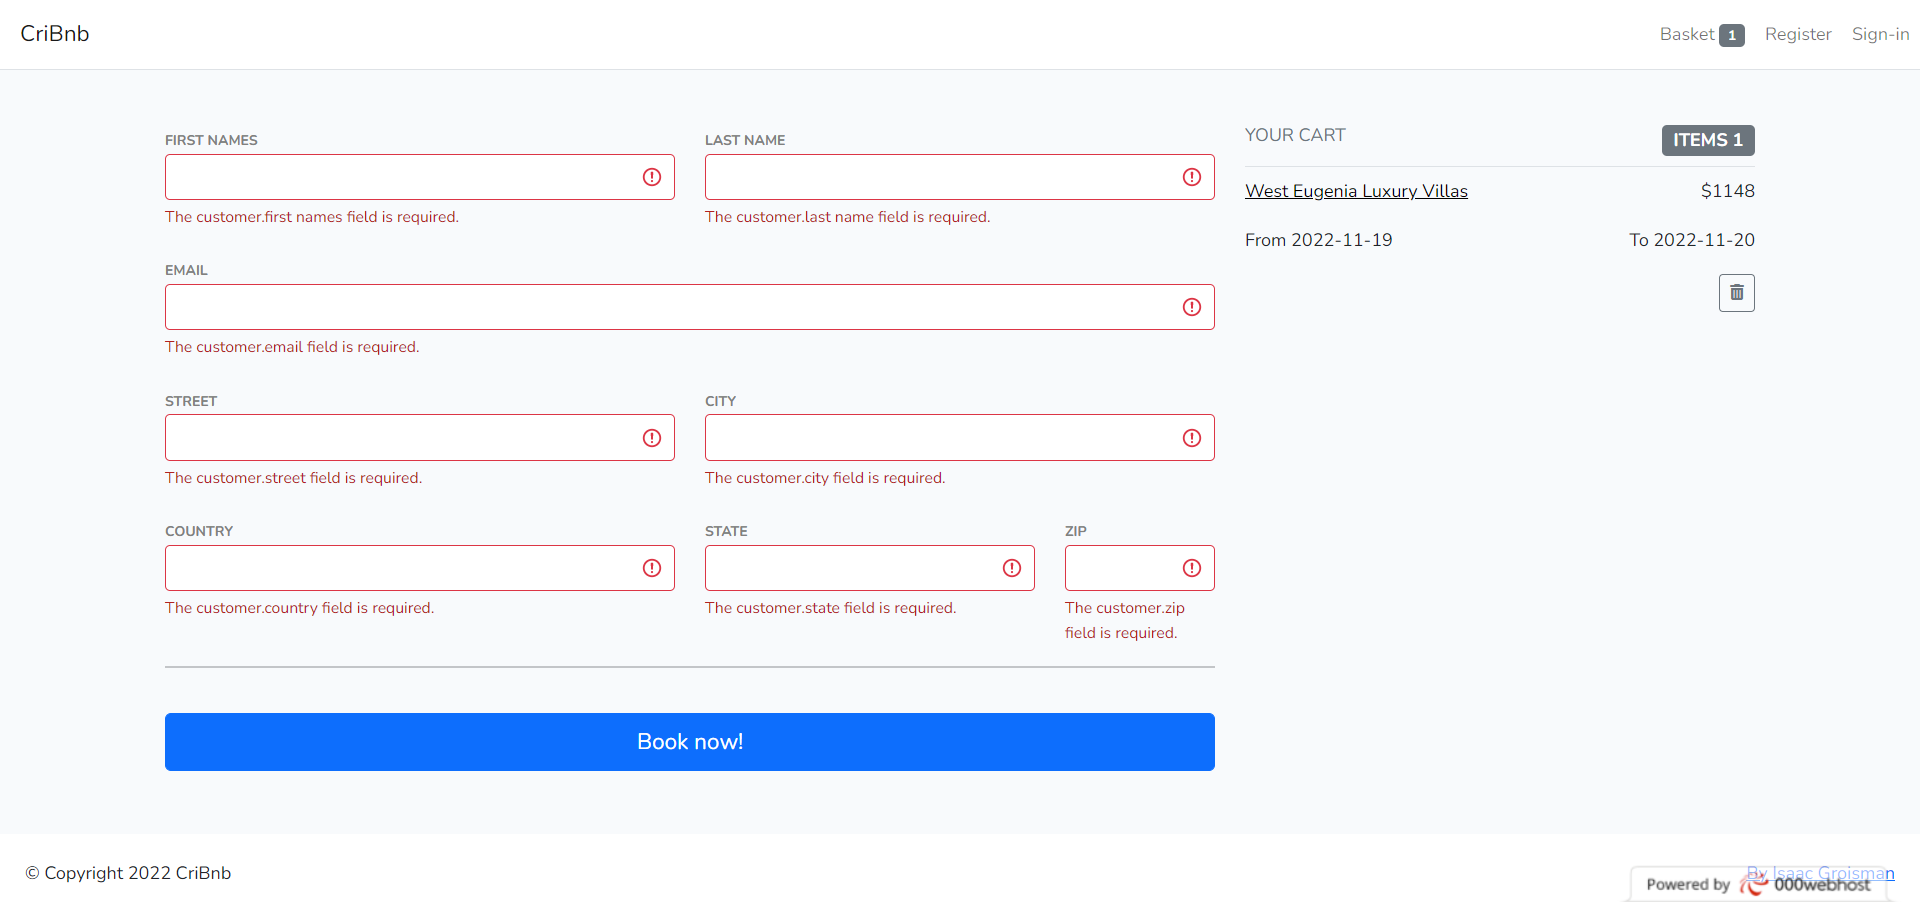 CriBnb
Basket 1 Register Sign-in
FIRST NAMES
The customer.first names field is required.
LAST NAME
The customer.last name field is required.
EMAIL
The customer.email field is required.
STREET
The customer.street field is required.
CITY
The customer.city field is required.
COUNTRY
The customer.country field is required.
STATE
The customer.state field is required.
ZIP
The customer.zip
field is required.
Book now!
YOUR CART ITEMS 1
West Eugenia Luxury Villas $1148
From 2022-11-19 To 2022-11-20
© Copyright 2022 CriBnb
By Isaac Groisman
Powered by 000webhost